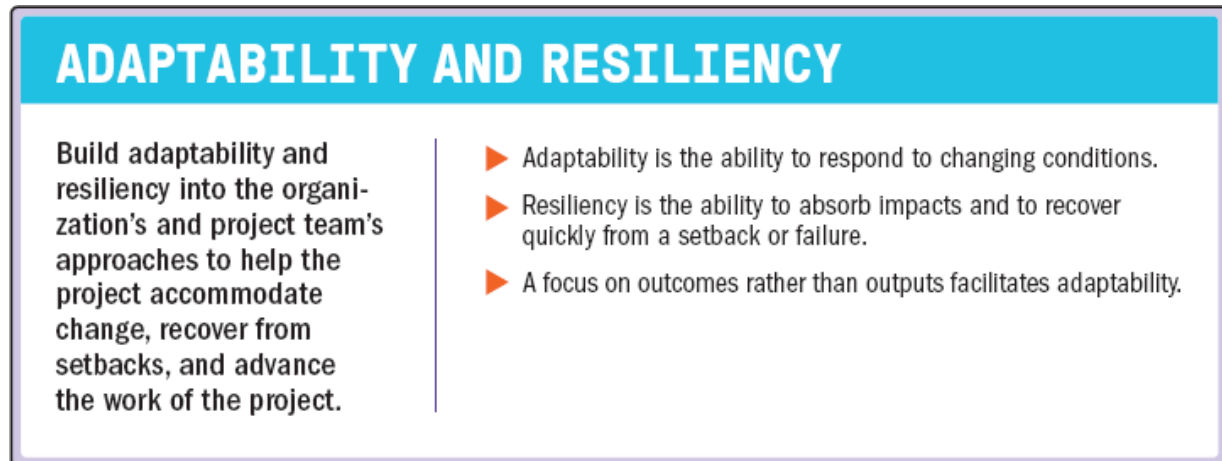 ADAPTABILITY AND RESILIENCY
Build adaptability and
resiliency into the organi-
zation's and project team's
approaches to help the
project accommodate
change, recover from
setbacks, and advance
the work of the project.
▶ Adaptability is the ability to respond to changing conditions.
▶ Resiliency is the ability to absorb impacts and to recover
quickly from a setback or failure.
▶ A focus on outcomes rather than outputs facilitates adaptability.